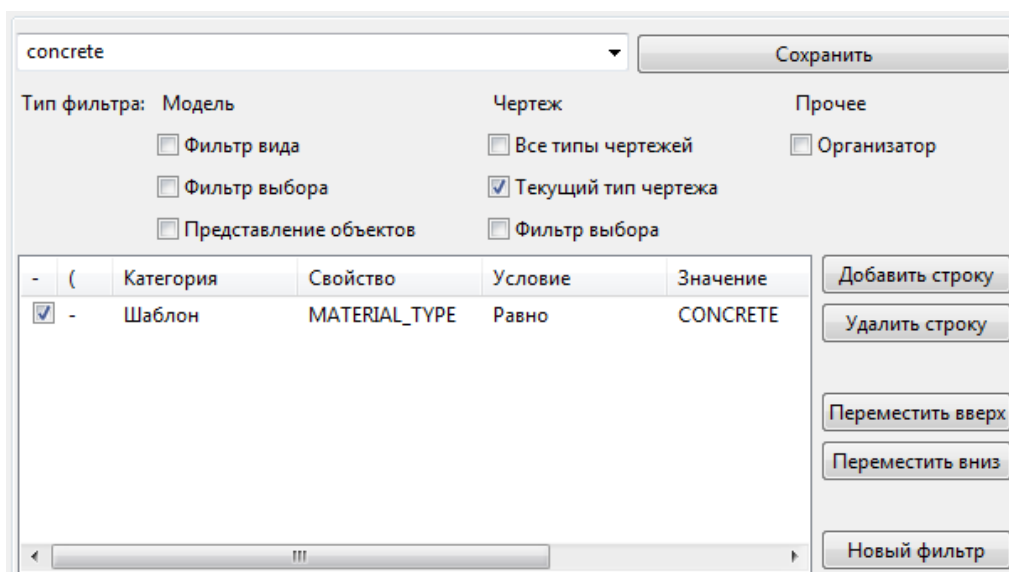 concrete Сохранить
Тип фильтра: Модель Чертеж Прочее
Фильтр вида Все типы чертежей Организатор
Фильтр выбора Текущий тип чертежа
Представление объектов Фильтр выбора
- ( Категория Свойство Условие Значение Добавить строку
- Шаблон MATERIAL_TYPE Равно CONCRETE
Удалить строку
Переместить вверх
Переместить вниз
Новый фильтр